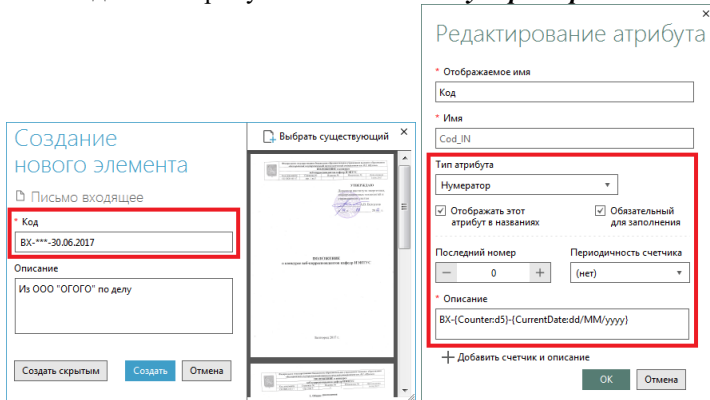 Создание
нового элемента
Письмо входящее
* Код
ВХ-***-30.06.2017
Описание
Из ООО "ОГОГО" по делу
Создать скрытым
Создать
Отмена
Выбрать существующий
×
УТВЕРЖДАЮ
ПОЛОЖЕНИЕ
×
Редактирование атрибута
* Отображаемое имя
Код
* Имя
Cod_IN
Тип атрибута
Нумератор
Отображать этот
атрибут в названиях
Обязательный
для заполнения
Последний номер
Периодичность счетчика
— 0 +
(нет)
* Описание
ВХ-{Counter:d5}-{CurrentDate:dd/MM/yyyy}
+ Добавить счетчик и описание
ОК
Отмена